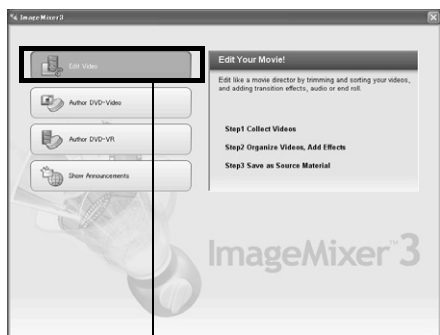 ImageMixer3
Edit Video
Author DVD-Video
Author DVD-VR
Show Announcements
Edit Your Movie!
Edit like a movie director by trimming and sorting your videos,
and adding transition effects, audio or end roll.
Step1 Collect Videos
Step2 Organize Videos, Add Effects
Step3 Save as Source Material
ImageMixer™3